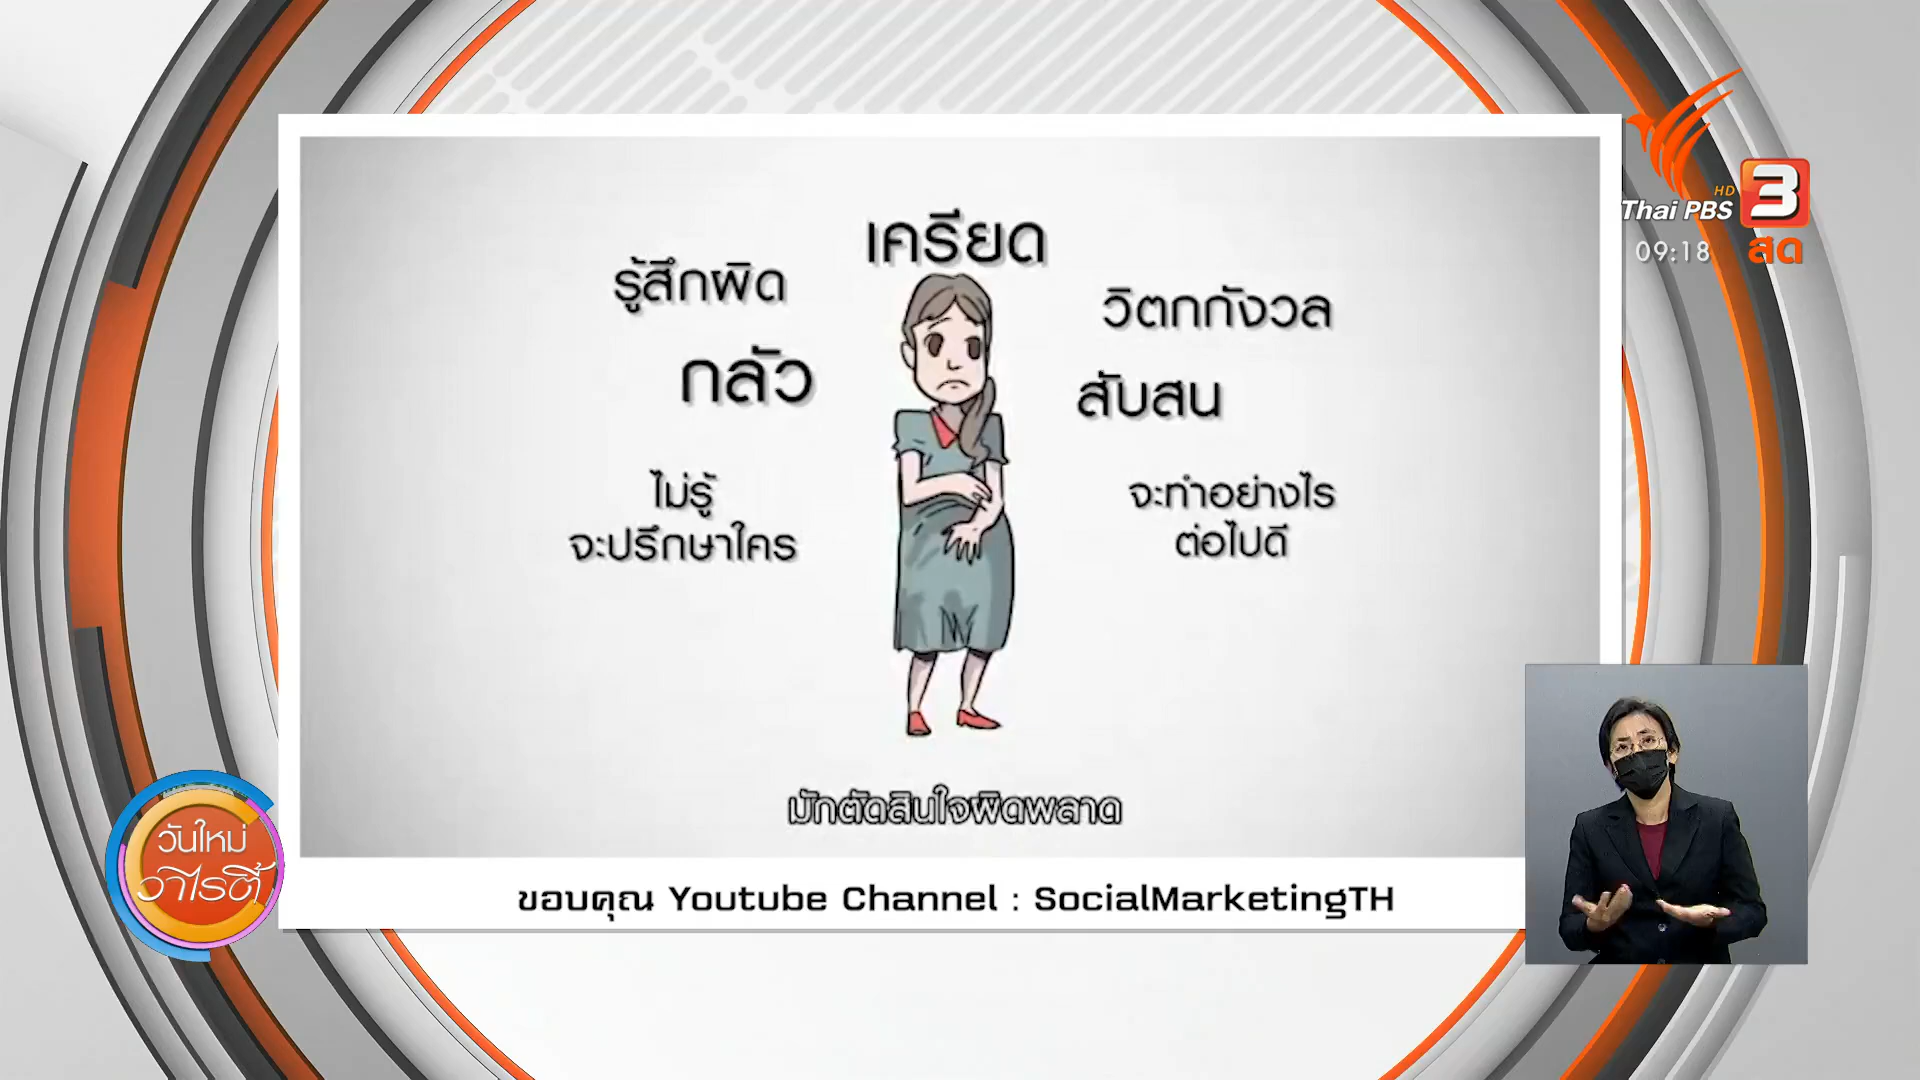 เครียด
รู้สึกผิด
วิตกกังวล
กลัว
สับสน
ไม่รู้
จะปรึกษาใคร
จะทำอย่างไร
ต่อไปดี
มักตัดสินใจผิดพลาด
ขอบคุณ Youtube Channel : SocialMarketingTH
วันใหม่
วาไรตี้
HD
Thai PBS 3
09:18 สด